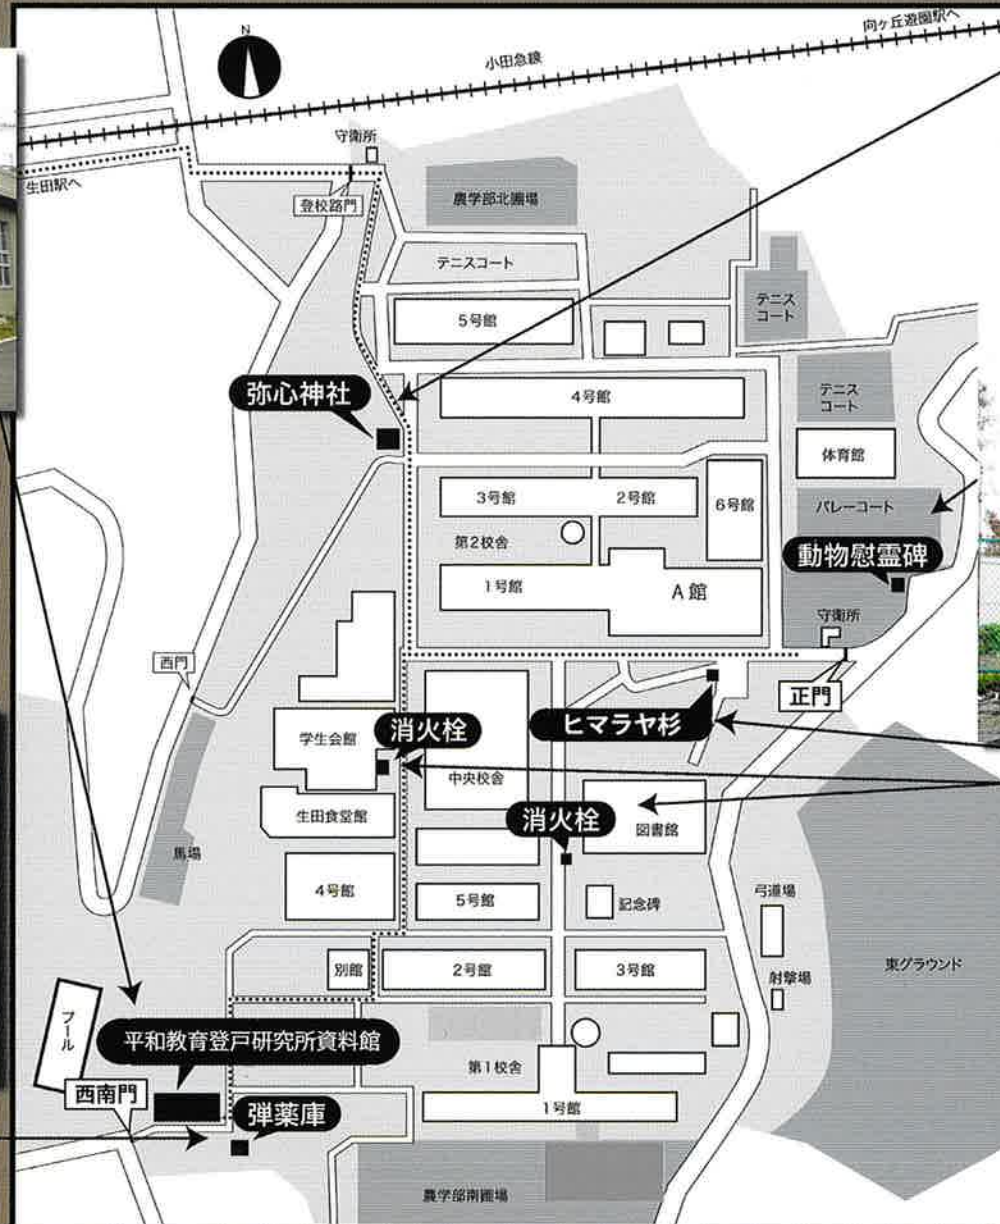 N
小田急線
向ヶ丘遊園駅へ
守衛所
生田駅へ
登校路門
農学部北圃場
テニスコート
5号館
テニス
コート
弥心神社
4号館
テニス
コート
体育館
3号館
2号館
6号館
バレーコート
第2校舎
動物慰霊碑
1号館
A館
守衛所
西門
正門
学生会館
消火栓
ヒマラヤ杉
中央校舎
生田食堂館
消火栓
図書館
馬場
4号館
5号館
記念碑
弓道場
別館
2号館
3号館
東グラウンド
射撃場
プール
平和教育登戸研究所資料館
第1校舎
西南門
弾薬庫
1号館
農学部南圃場